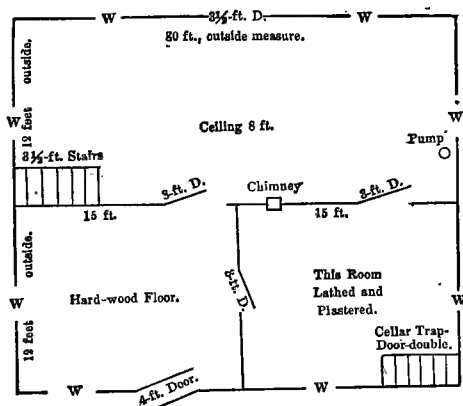 W 3½-ft. D. W
30 ft., outside measure.
12 feet outside.
W
W
Ceiling 8 ft.
Pump
3½-ft. Stairs
3-ft. D.
Chimney
3-ft. D.
15 ft.
15 ft.
12 feet outside.
3-ft. D.
This Room
Lathed and
Plastered.
W
Hard-wood Floor.
W
Cellar Trap-
Door-double.
W
4-ft. Door.
W